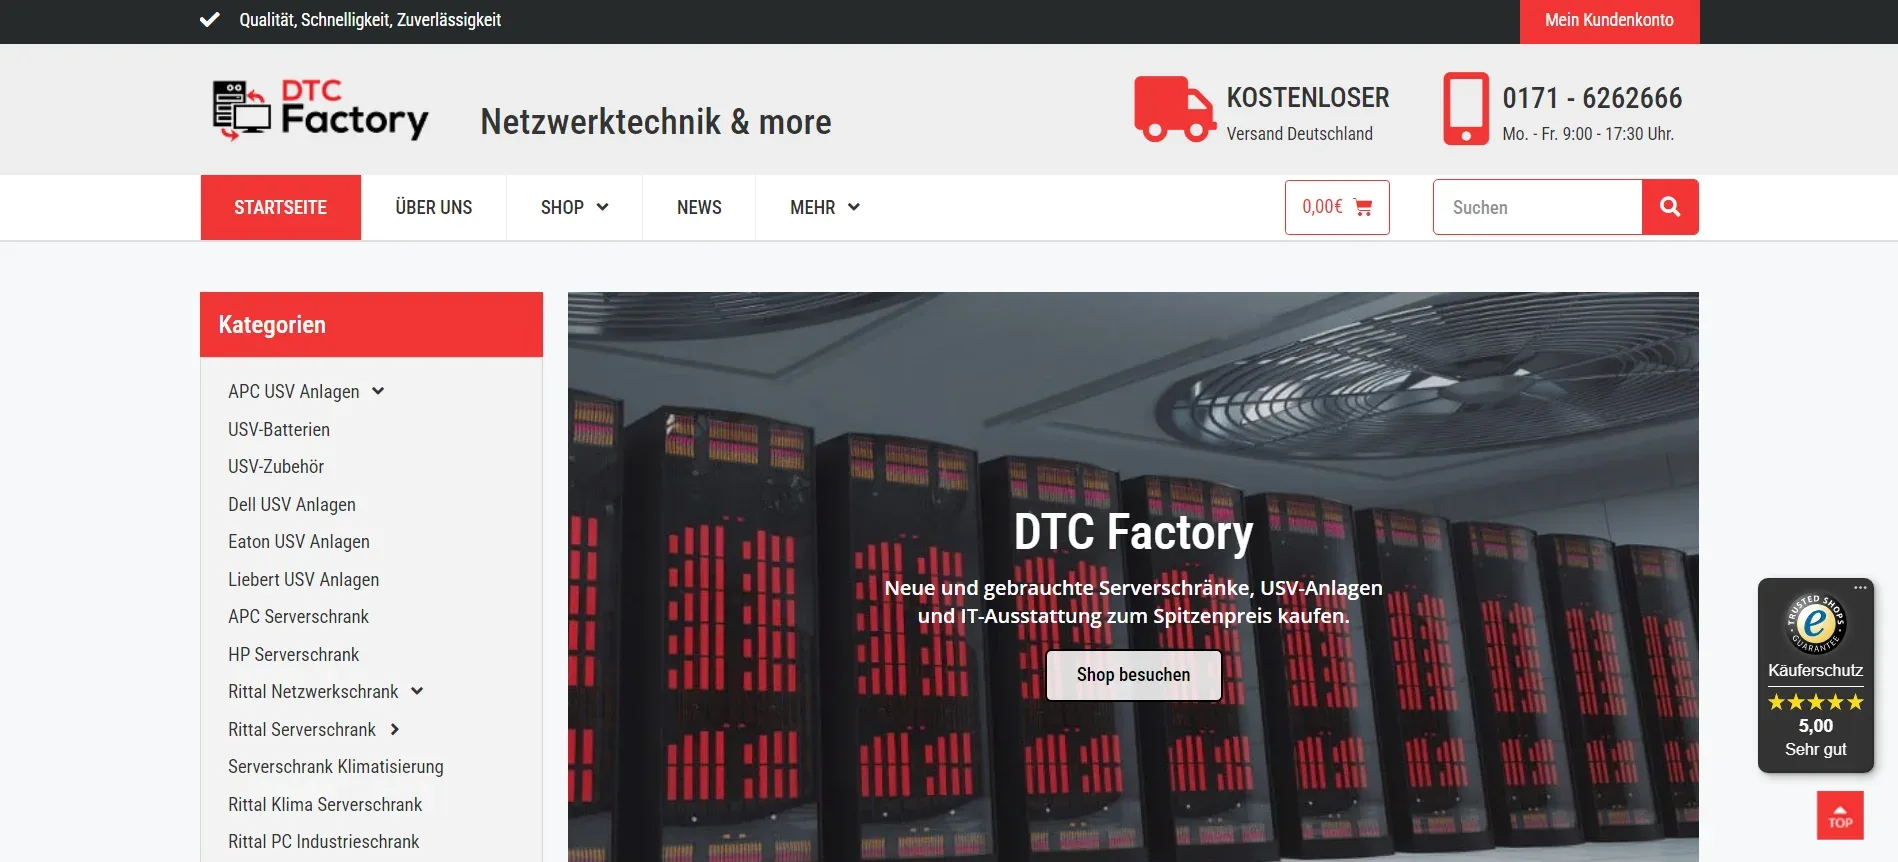 Qualität, Schnelligkeit, Zuverlässigkeit
Mein Kundenkonto
DTC
Factory
Netzwerktechnik & more
KOSTENLOSER
Versand Deutschland
0171 - 6262666
Mo. - Fr. 9:00 - 17:30 Uhr.
STARTSEITE
ÜBER UNS
SHOP
NEWS
MEHR
0,00€
Suchen
Kategorien
APC USV Anlagen
USV-Batterien
USV-Zubehör
Dell USV Anlagen
Eaton USV Anlagen
Liebert USV Anlagen
APC Serverschrank
HP Serverschrank
Rittal Netzwerkschrank
Rittal Serverschrank
Serverschrank Klimatisierung
Rittal Klima Serverschrank
Rittal PC Industrieschrank
DTC Factory
Neue und gebrauchte Serverschränke, USV-Anlagen
und IT-Ausstattung zum Spitzenpreis kaufen.
Shop besuchen
TRUSTED SHOPS
e
GUARANTEE
Käuferschutz
5,00
Sehr gut
TOP